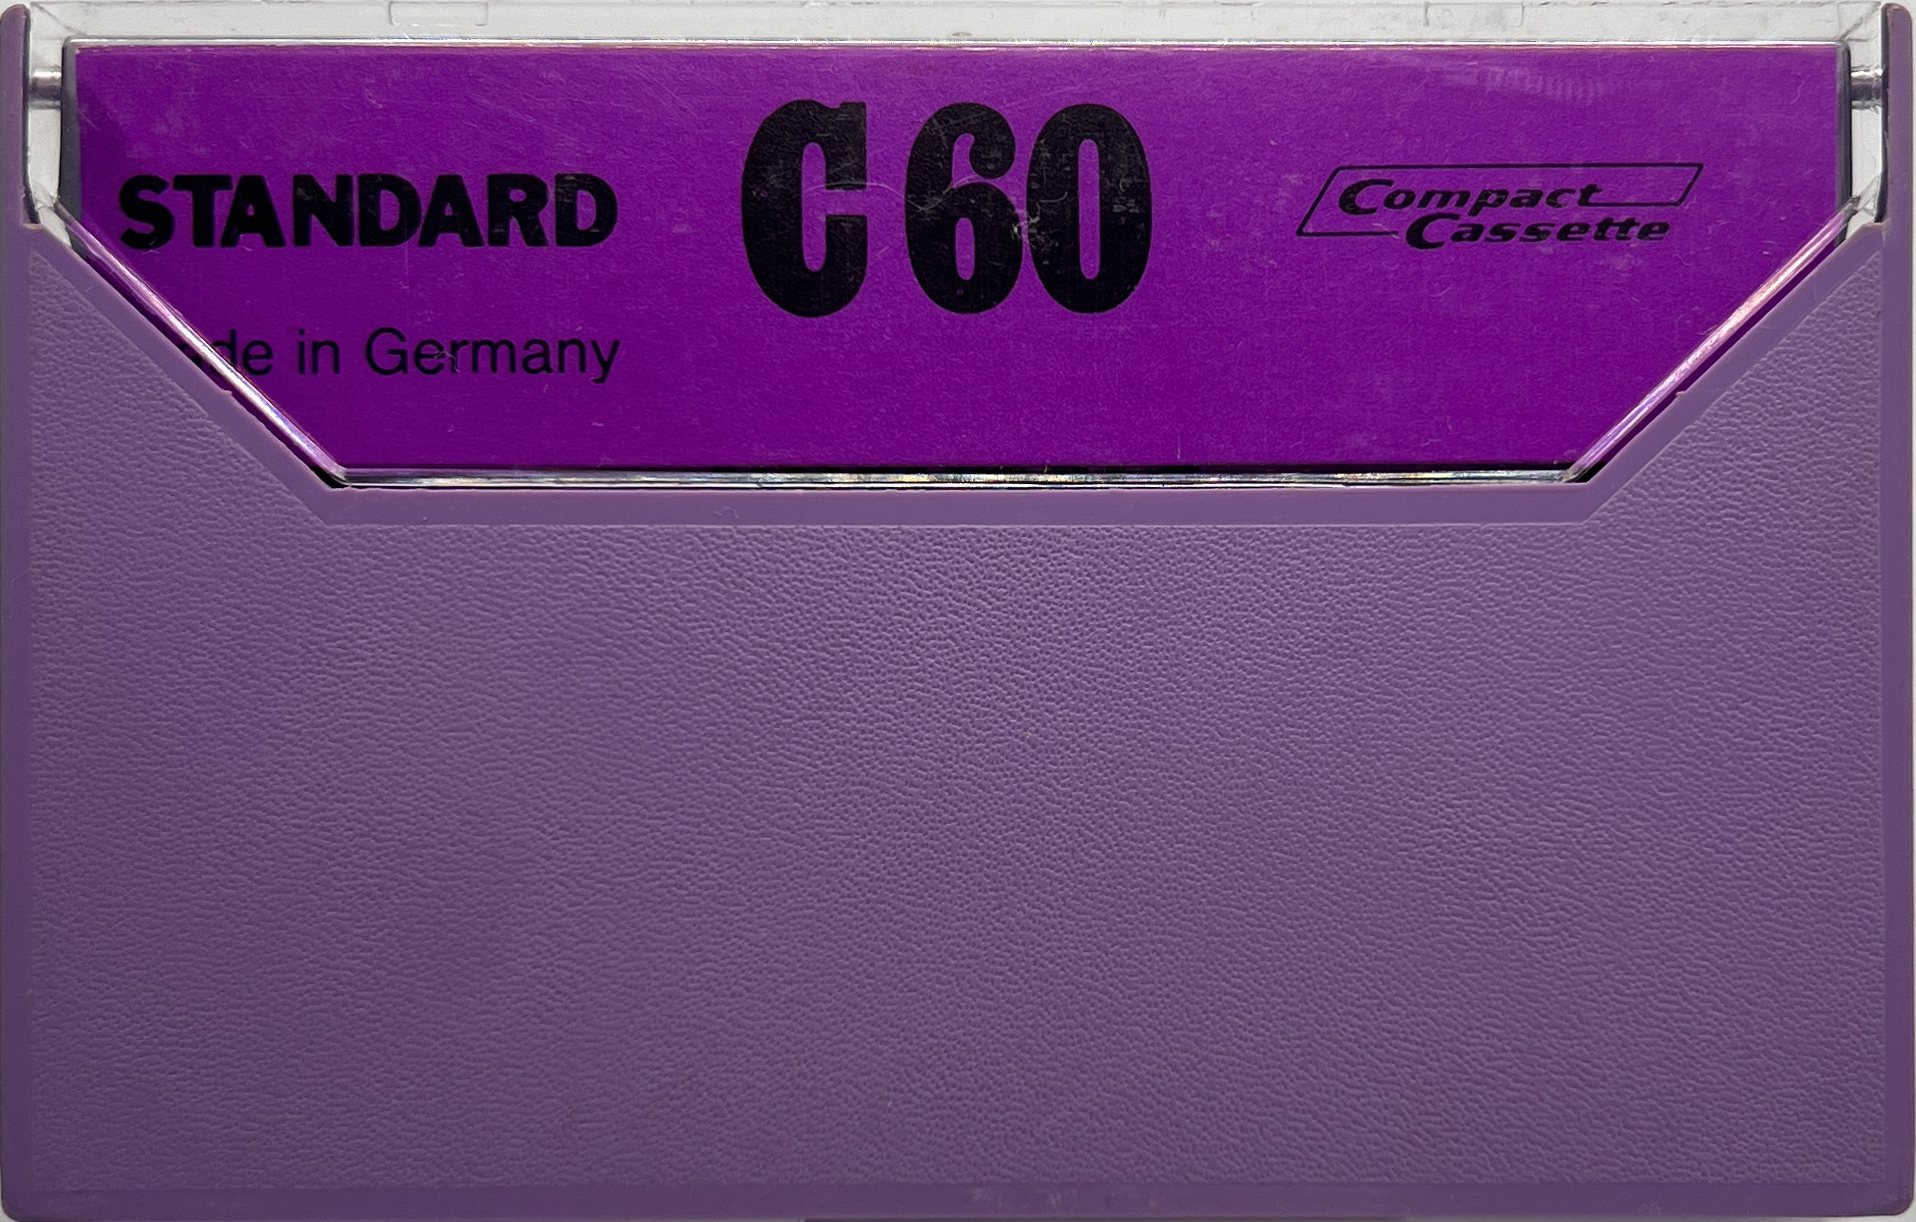 STANDARD
C 60
Compact
Cassette
de in Germany